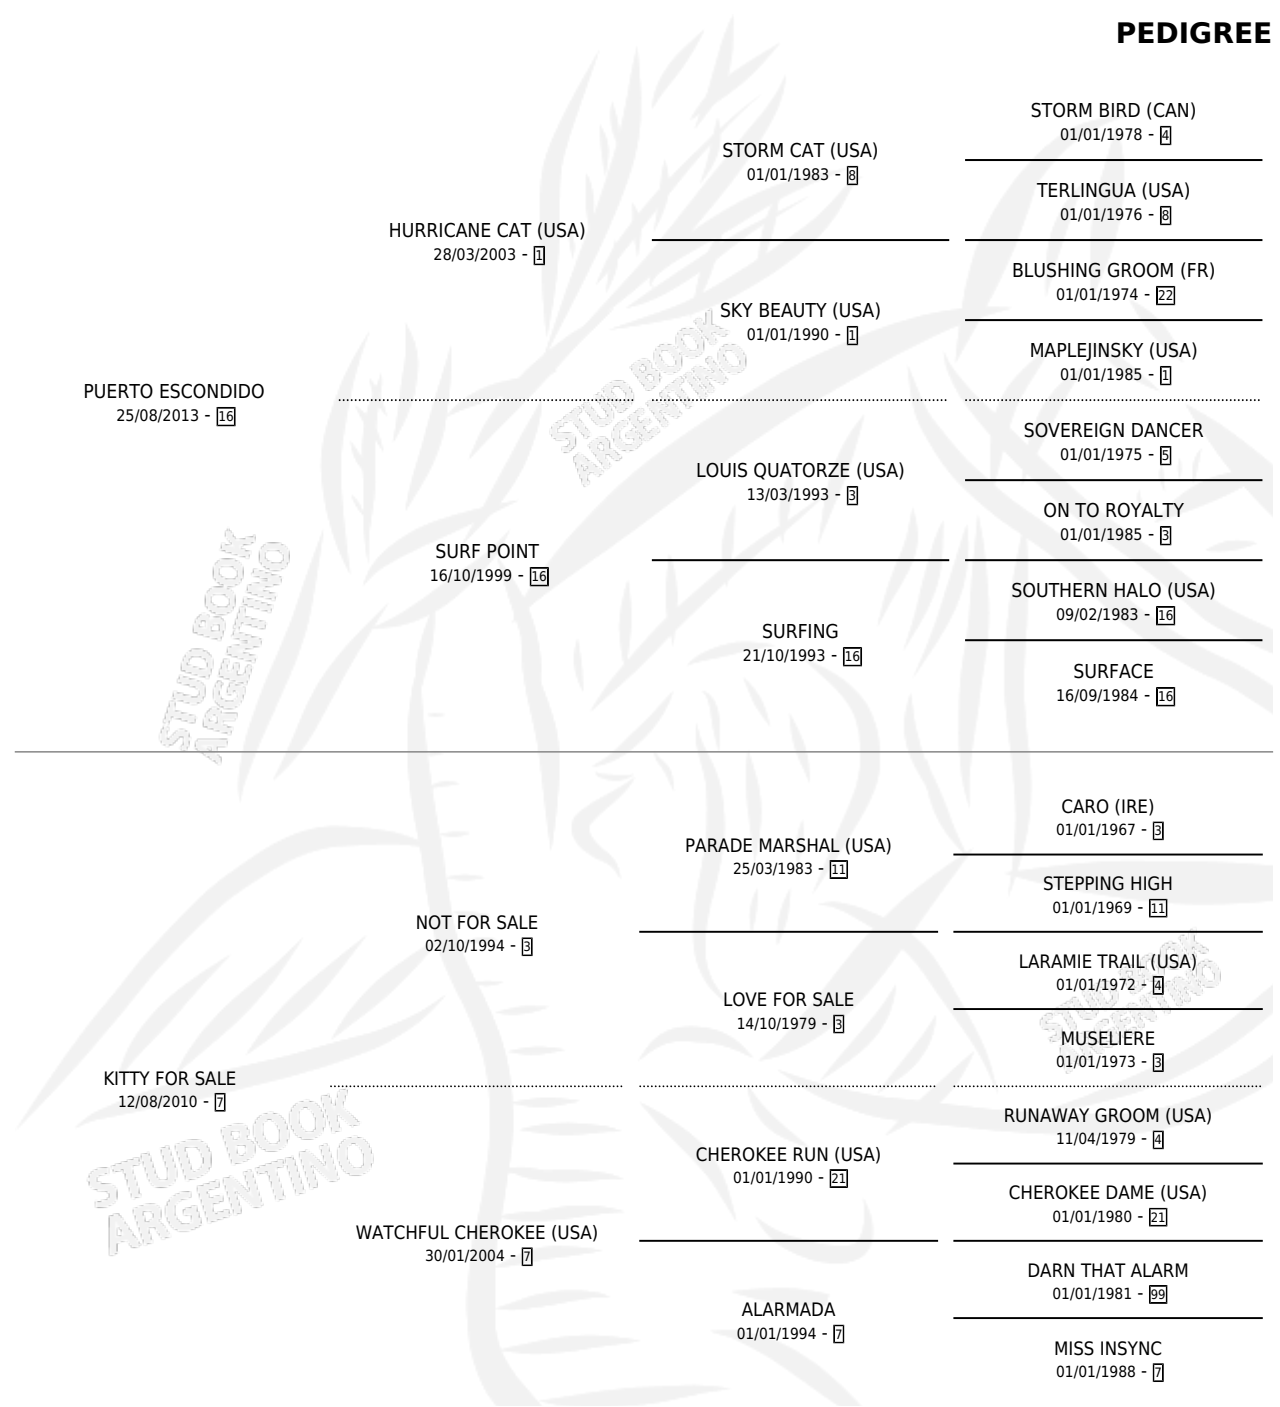 PEDIGREE
STORM BIRD (CAN)
01/01/1978 - 4
STORM CAT (USA)
01/01/1983 - 8
TERLINGUA (USA)
01/01/1976 - 8
HURRICANE CAT (USA)
28/03/2003 - 1
BLUSHING GROOM (FR)
01/01/1974 - 22
SKY BEAUTY (USA)
01/01/1990 - 1
MAPLEJINSKY (USA)
01/01/1985 - 1
PUERTO ESCONDIDO
25/08/2013 - 16
SOVEREIGN DANCER
01/01/1975 - 5
LOUIS QUATORZE (USA)
13/03/1993 - 3
ON TO ROYALTY
01/01/1985 - 3
SURF POINT
16/10/1999 - 16
SOUTHERN HALO (USA)
09/02/1983 - 16
SURFING
21/10/1993 - 16
SURFACE
16/09/1984 - 16
CARO (IRE)
01/01/1967 - 3
PARADE MARSHAL (USA)
25/03/1983 - 11
STEPPING HIGH
01/01/1969 - 11
NOT FOR SALE
02/10/1994 - 3
LARAMIE TRAIL (USA)
01/01/1972 - 4
LOVE FOR SALE
14/10/1979 - 3
MUSELIERE
01/01/1973 - 3
KITTY FOR SALE
12/08/2010 - 7
RUNAWAY GROOM (USA)
11/04/1979 - 4
CHEROKEE RUN (USA)
01/01/1990 - 21
CHEROKEE DAME (USA)
01/01/1980 - 21
WATCHFUL CHEROKEE (USA)
30/01/2004 - 7
DARN THAT ALARM
01/01/1981 - 99
ALARMADA
01/01/1994 - 7
MISS INSYNC
01/01/1988 - 7
STUD BOOK
ARGENTINO
STUD BOOK
ARGENTINO
STUD BOOK
ARGENTINO
STUD BOOK
ARGENTINO